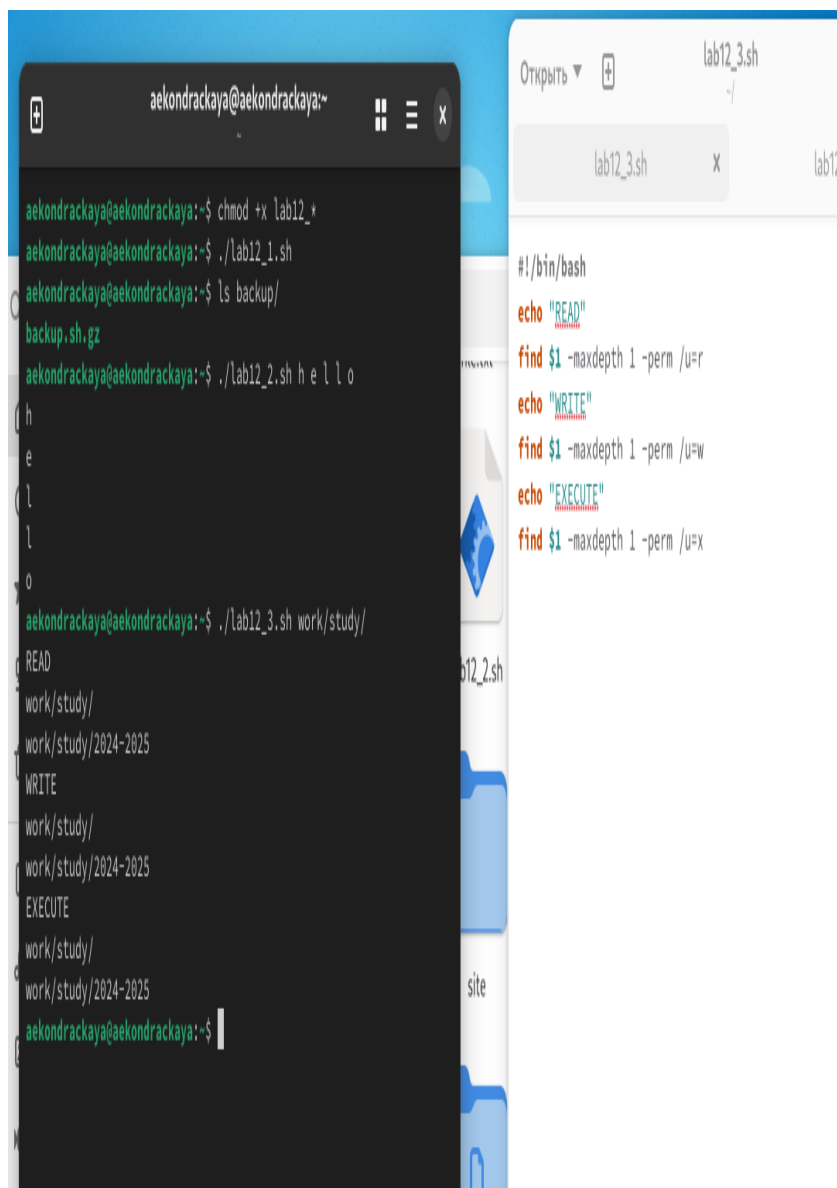 aekondrackaya@aekondrackaya:~
~
aekondrackaya@aekondrackaya:~$ chmod +x lab12_*
aekondrackaya@aekondrackaya:~$ ./lab12_1.sh
aekondrackaya@aekondrackaya:~$ ls backup/
backup.sh.gz
aekondrackaya@aekondrackaya:~$ ./lab12_2.sh h e l l o
h
e
l
l
o
aekondrackaya@aekondrackaya:~$ ./lab12_3.sh work/study/
READ
work/study/
work/study/2024-2025
WRITE
work/study/
work/study/2024-2025
EXECUTE
work/study/
work/study/2024-2025
aekondrackaya@aekondrackaya:~$
b12_2.sh
site
Открыть
lab12_3.sh
~/
lab12_3.sh
lab12
#!/bin/bash
echo "READ"
find $1 -maxdepth 1 -perm /u=r
echo "WRITE"
find $1 -maxdepth 1 -perm /u=w
echo "EXECUTE"
find $1 -maxdepth 1 -perm /u=x